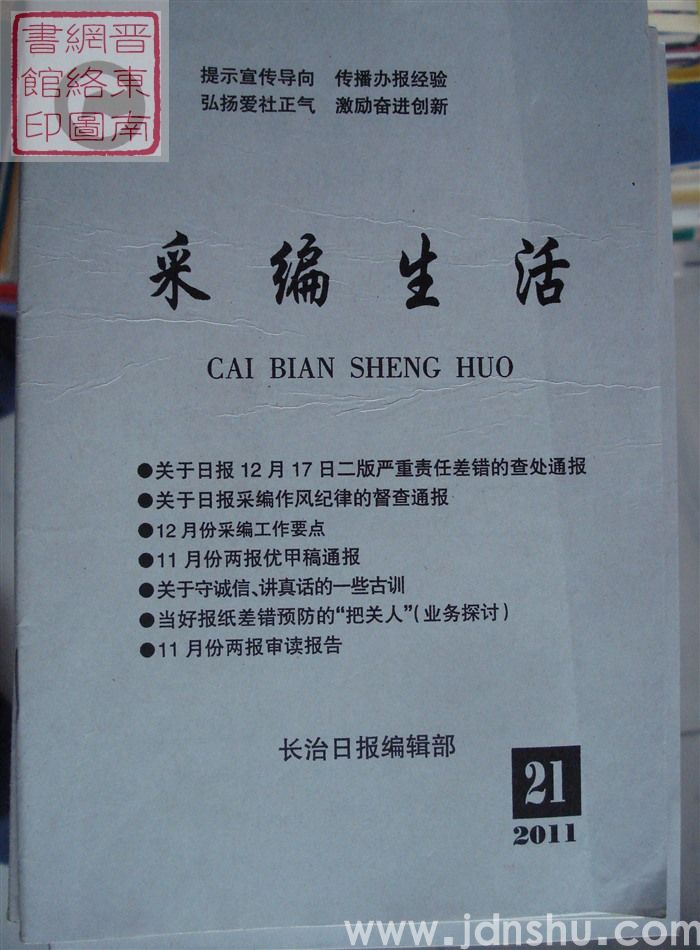 晋东南
网络图
书馆印
提示宣传导向 传播办报经验
弘扬爱社正气 激励奋进创新
采编生活
CAI BIAN SHENG HUO
●关于日报12月17日二版严重责任差错的查处通报
●关于日报采编作风纪律的督查通报
●12月份采编工作要点
●11月份两报优甲稿通报
●关于守诚信、讲真话的一些古训
●当好报纸差错预防的“把关人”(业务探讨)
●11月份两报审读报告
长治日报编辑部
21
2011
www.jdnshu.com